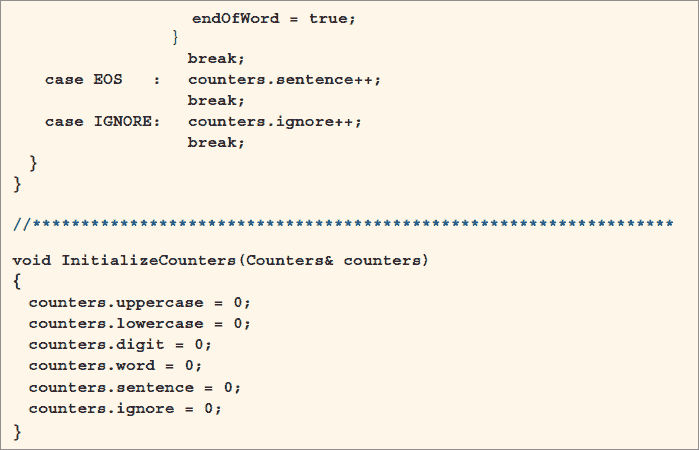 endOfWord = true;
}
break;
case EOS   :   counters.sentence++;
break;
case IGNORE:   counters.ignore++;
break;
}
}
//******************************************************************
void InitializeCounters(Counters& counters)
{
counters.uppercase = 0;
counters.lowercase = 0;
counters.digit = 0;
counters.word = 0;
counters.sentence = 0;
counters.ignore = 0;
}